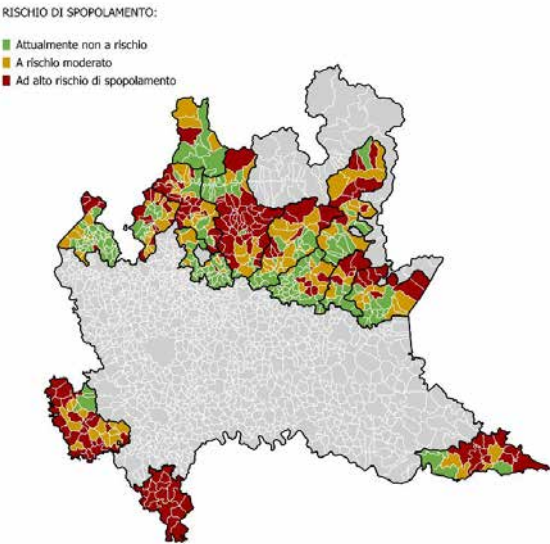 RISCHIO DI SPOPOLAMENTO:
Attualmente non a rischio
A rischio moderato
Ad alto rischio di spopolamento